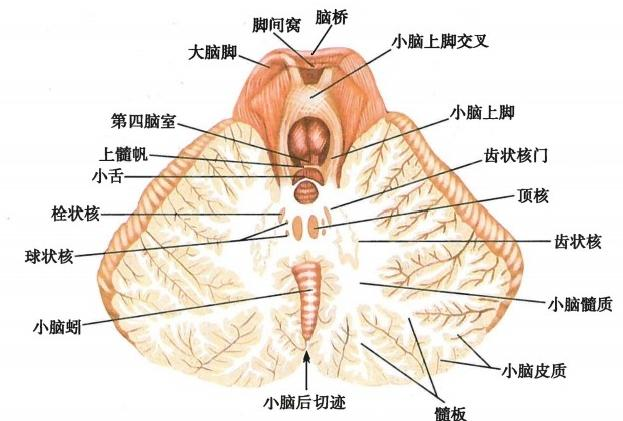 脑桥
脚间窝
大脑脚
小脑上脚交叉
第四脑室
小脑上脚
上髓帆
小舌
齿状核门
顶核
栓状核
球状核
齿状核
小脑髓质
小脑蚓
小脑皮质
小脑后切迹
髓板